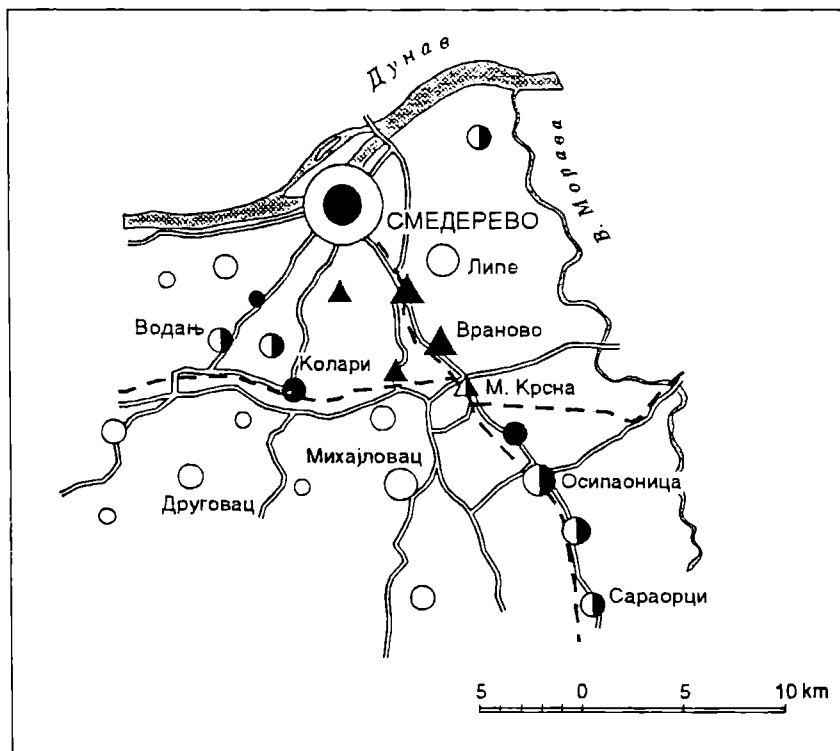 Дунав
В. Морава
СМЕДЕРЕВО
Липе
Водањ
Враново
Колари
М. Крсна
Михајловац
Друговац
Осипаоница
Сараорци
5 0 5 10 km